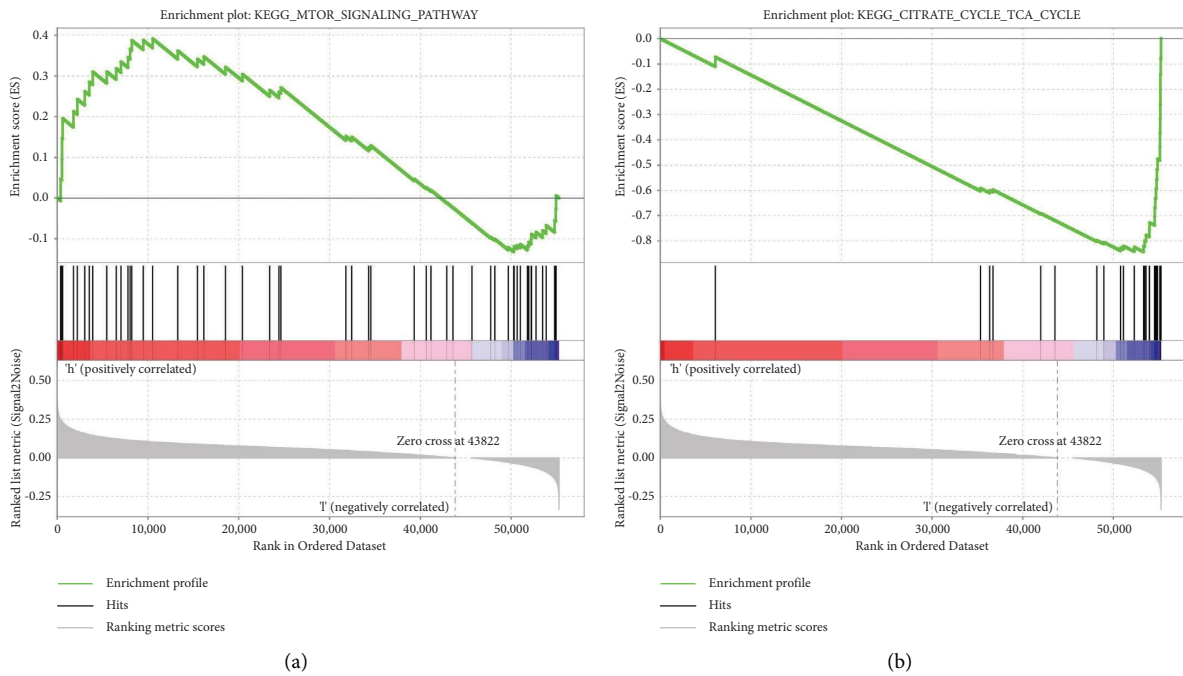 Enrichment plot: KEGG_MTOR_SIGNALING_PATHWAY
0.4
0.3
0.2
0.1
0.0
-0.1
Enrichment score (ES)
'h' (positively correlated)
0.50
0.25
0.00
-0.25
Ranked list metric (Signal2Noise)
Zero cross at 43822
'l' (negatively correlated)
0 10,000 20,000 30,000 40,000 50,000
Rank in Ordered Dataset
Enrichment profile
Hits
Ranking metric scores
(a)
Enrichment plot: KEGG_CITRATE_CYCLE_TCA_CYCLE
0.0
-0.1
-0.2
-0.3
-0.4
-0.5
-0.6
-0.7
-0.8
Enrichment score (ES)
'h' (positively correlated)
0.50
0.25
0.00
-0.25
Ranked list metric (Signal2Noise)
Zero cross at 43822
'l' (negatively correlated)
0 10,000 20,000 30,000 40,000 50,000
Rank in Ordered Dataset
Enrichment profile
Hits
Ranking metric scores
(b)